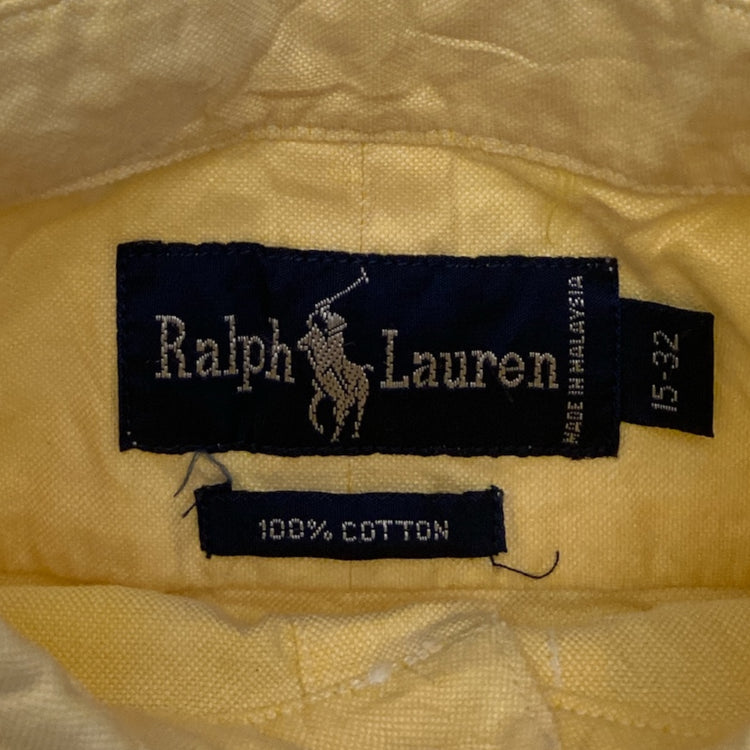 Ralph Lauren
MADE IN MALAYSIA
15-32
100% COTTON